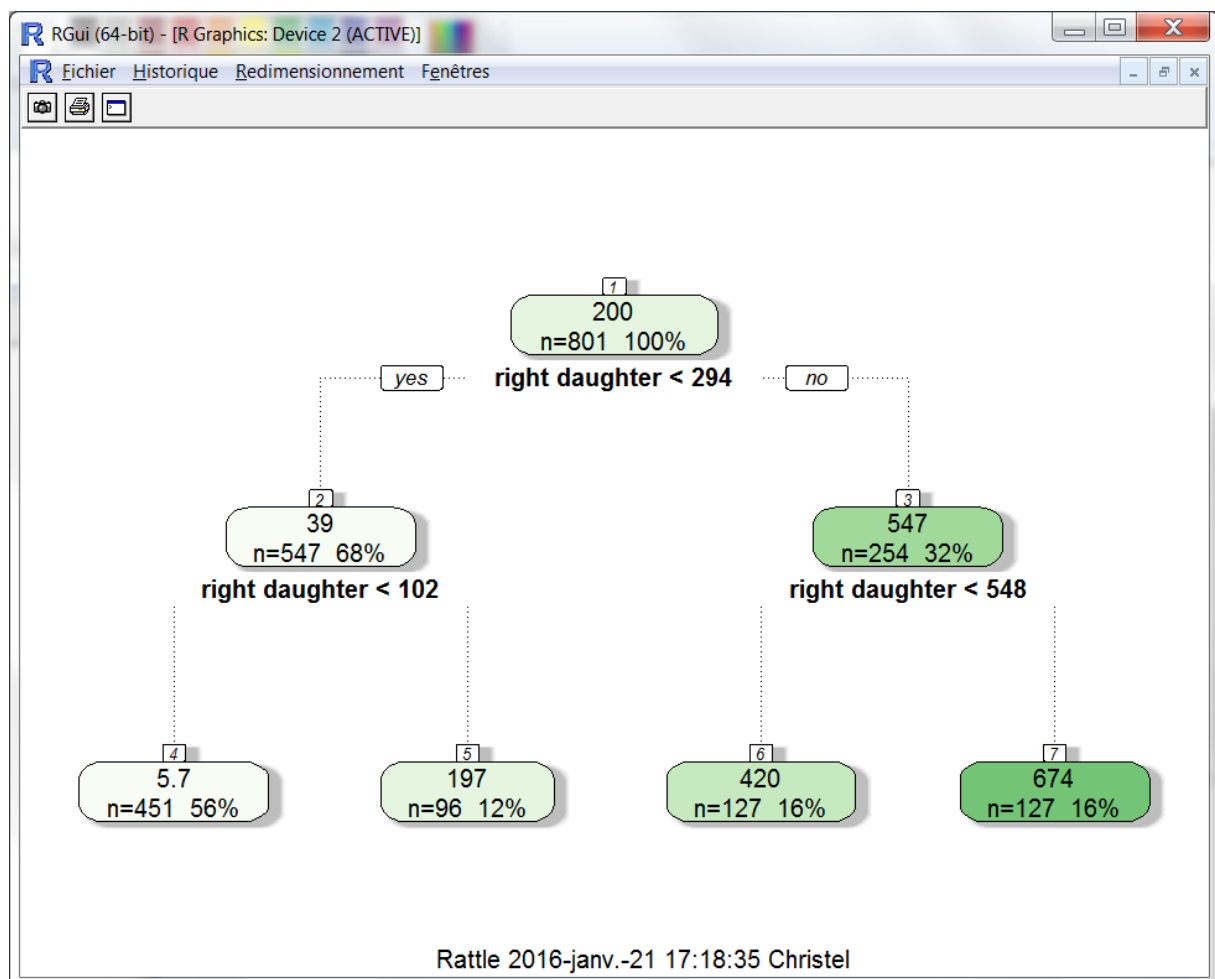 RGui (64-bit) - [R Graphics: Device 2 (ACTIVE)]
Fichier Historique Redimensionnement Fenêtres
1
200
n=801 100%
yes right daughter < 294 no
2 3
39 547
n=547 68% n=254 32%
right daughter < 102 right daughter < 548
4 5 6 7
5.7 197 420 674
n=451 56% n=96 12% n=127 16% n=127 16%
Rattle 2016-janv.-21 17:18:35 Christel